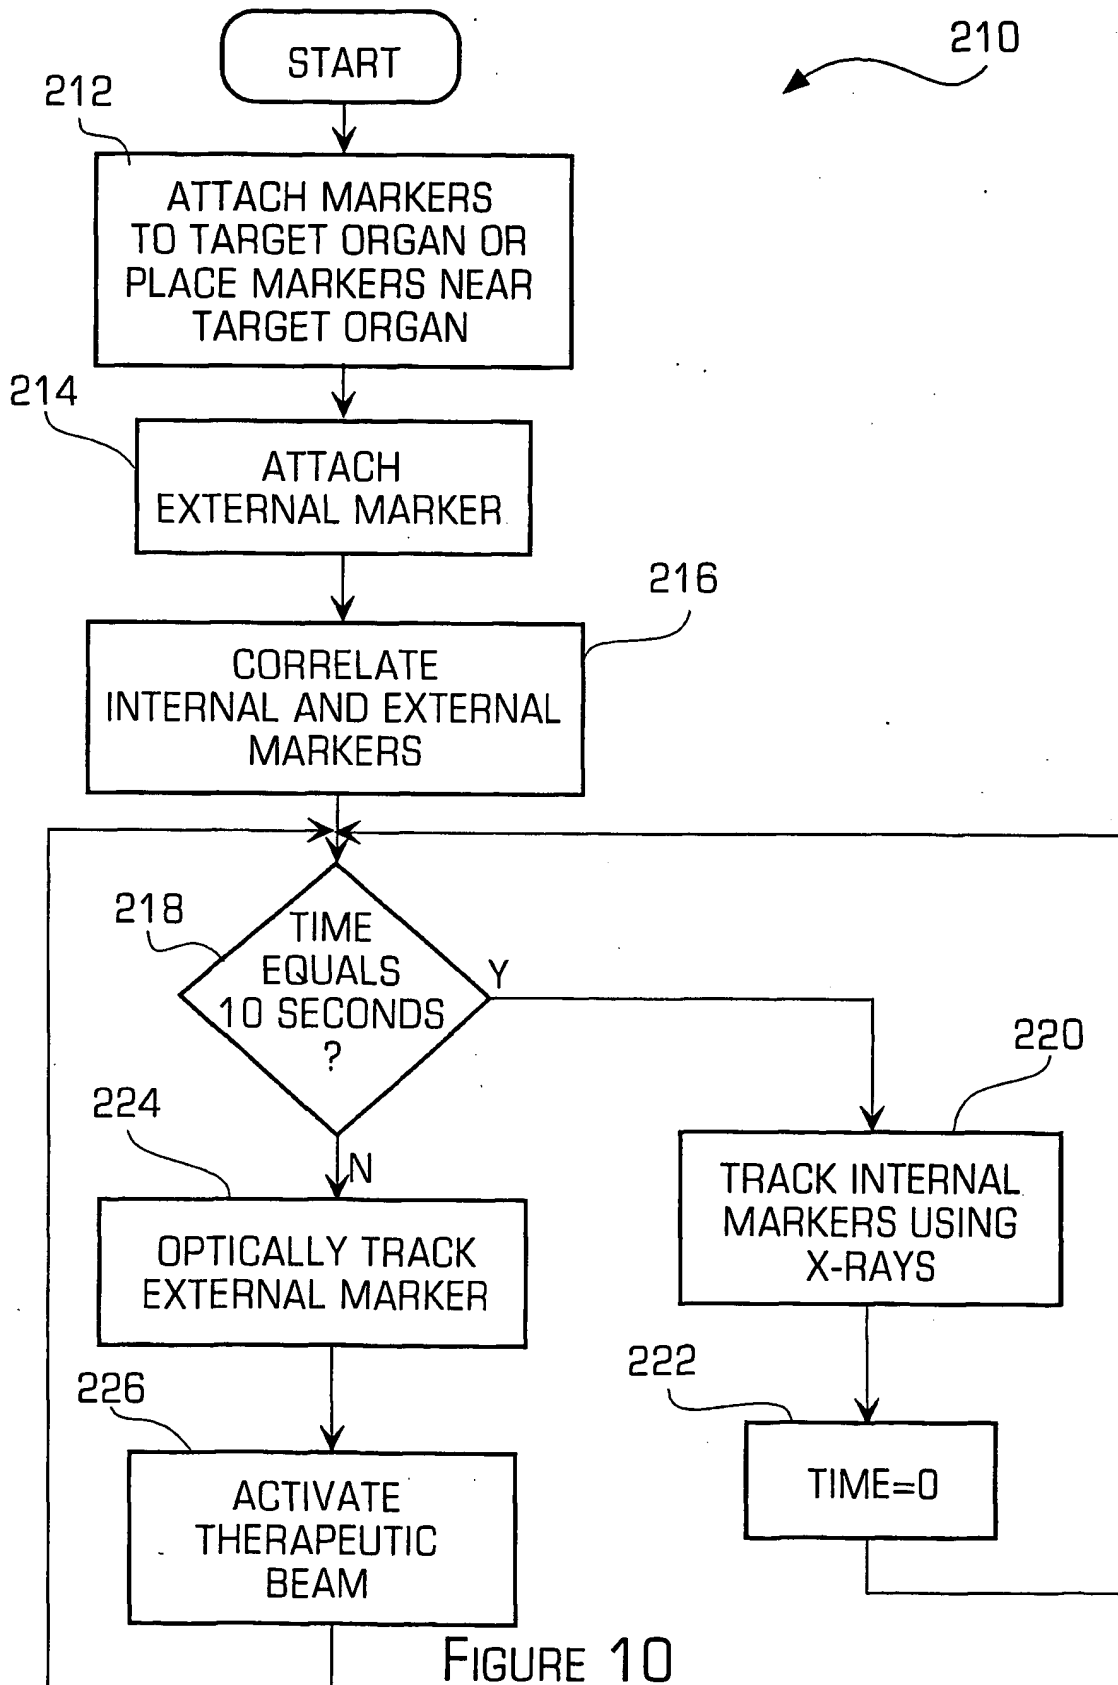 START
210
212
ATTACH MARKERS
TO TARGET ORGAN OR
PLACE MARKERS NEAR
TARGET ORGAN
214
ATTACH
EXTERNAL MARKER
216
CORRELATE
INTERNAL AND EXTERNAL
MARKERS
218
TIME
EQUALS
10 SECONDS
?
Y
N
220
TRACK INTERNAL
MARKERS USING
X-RAYS
224
OPTICALLY TRACK
EXTERNAL MARKER
222
TIME=0
226
ACTIVATE
THERAPEUTIC
BEAM
FIGURE 10